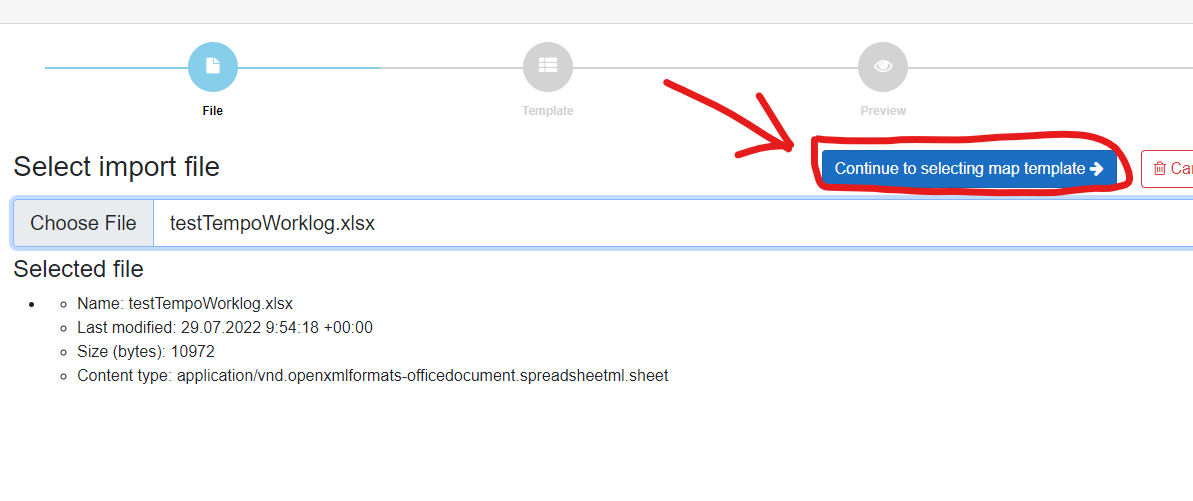 File
Template
Preview
Select import file
Continue to selecting map template
Choose File
testTempoWorklog.xlsx
Selected file
Name: testTempoWorklog.xlsx
Last modified: 29.07.2022 9:54:18 +00:00
Size (bytes): 10972
Content type: application/vnd.openxmlformats-officedocument.spreadsheetml.sheet